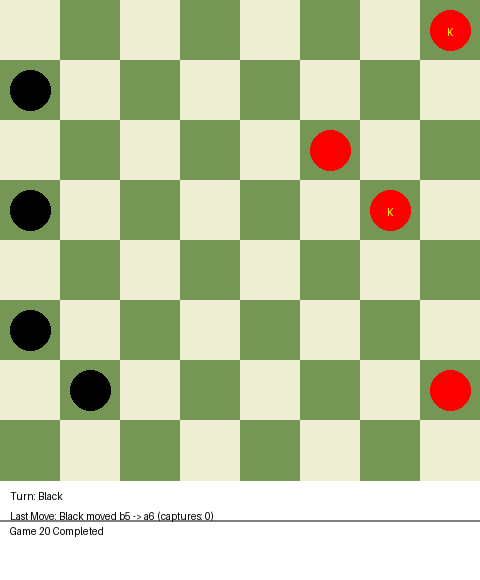 K
K
Turn: Black
Last Move: Black moved b5 -> a6 (captures: 0)
Game 20 Completed